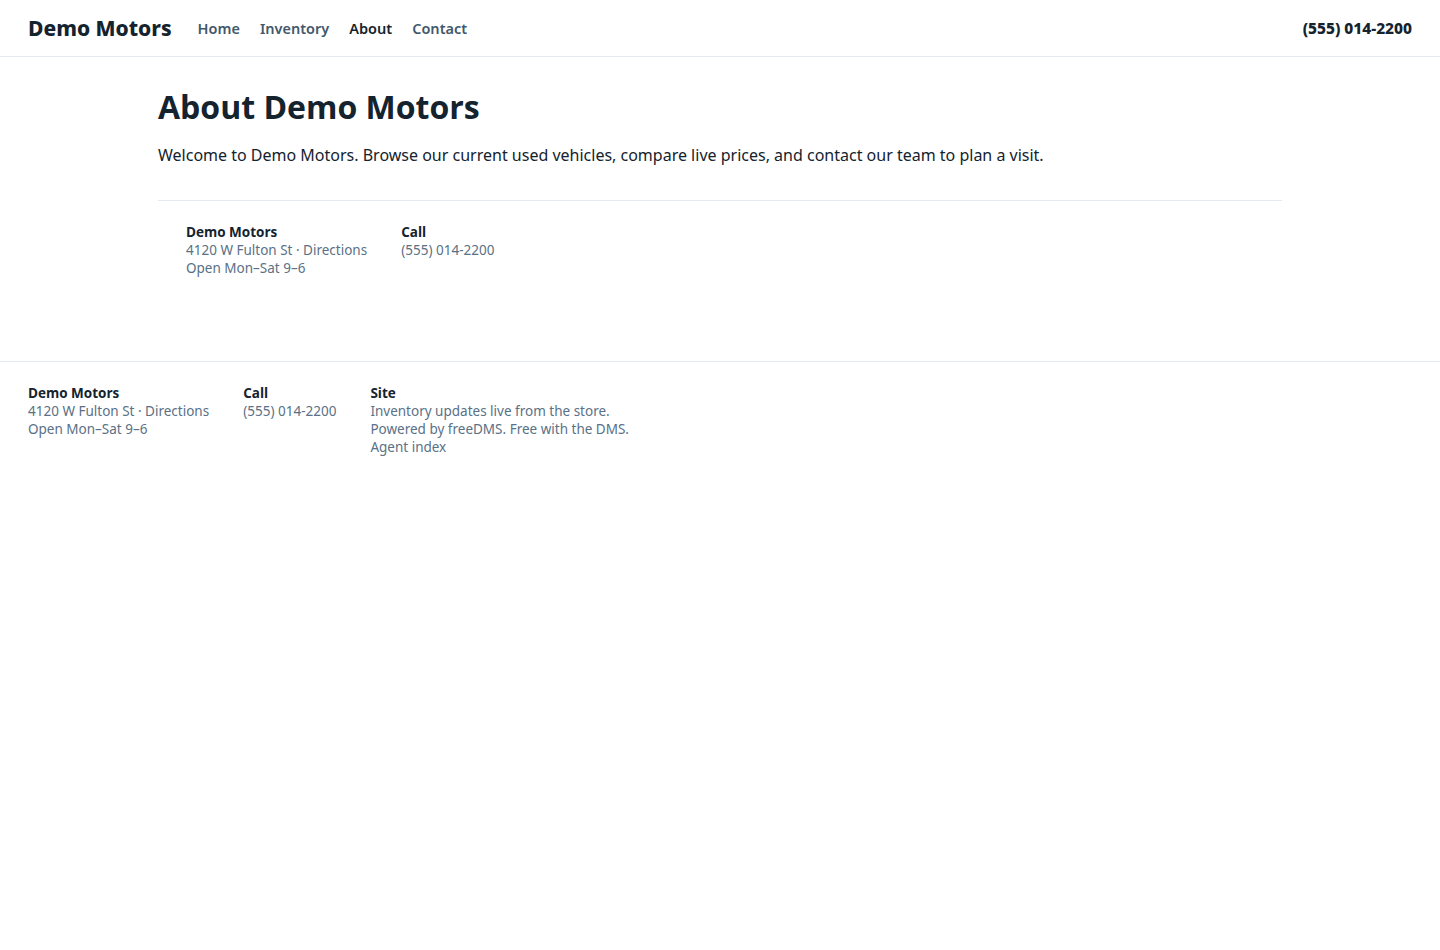 Demo Motors Home Inventory About Contact (555) 014-2200
About Demo Motors
Welcome to Demo Motors. Browse our current used vehicles, compare live prices, and contact our team to plan a visit.
Demo Motors
4120 W Fulton St · Directions
Open Mon–Sat 9–6
Call
(555) 014-2200
Demo Motors
4120 W Fulton St · Directions
Open Mon–Sat 9–6
Call
(555) 014-2200
Site
Inventory updates live from the store.
Powered by freeDMS. Free with the DMS.
Agent index